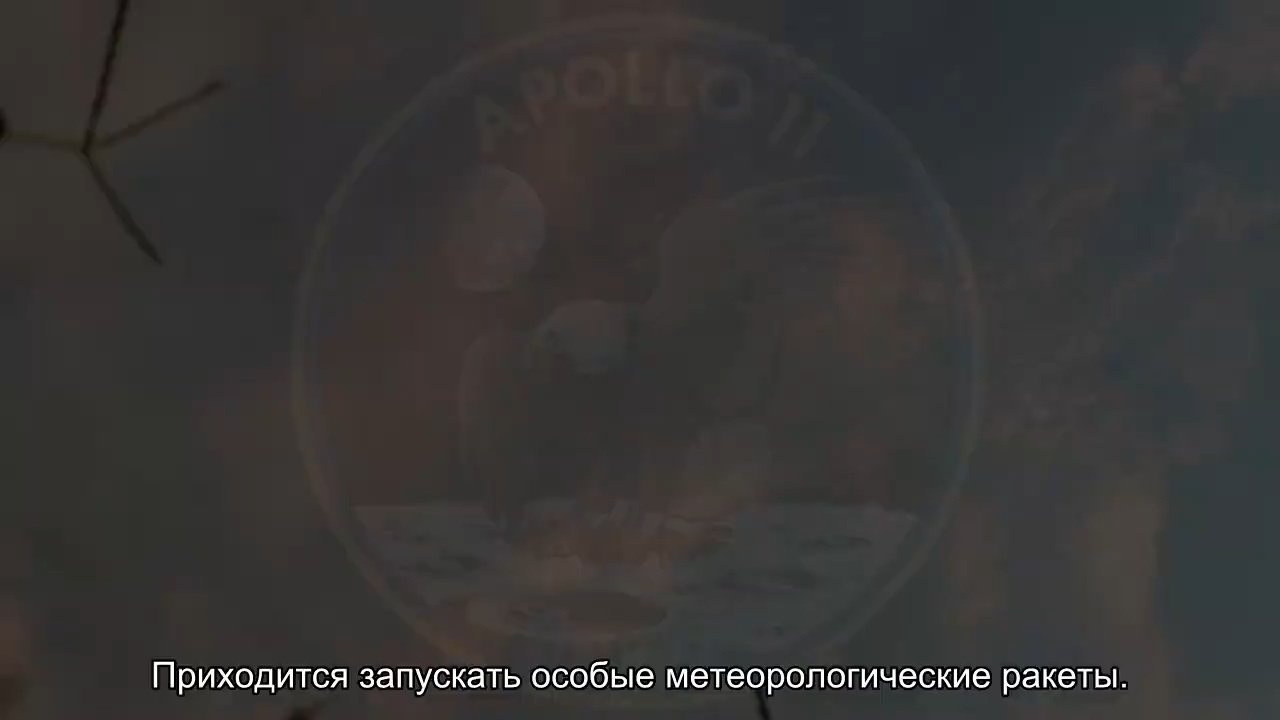 APOLLO 11
Приходится запускать особые метеорологические ракеты.